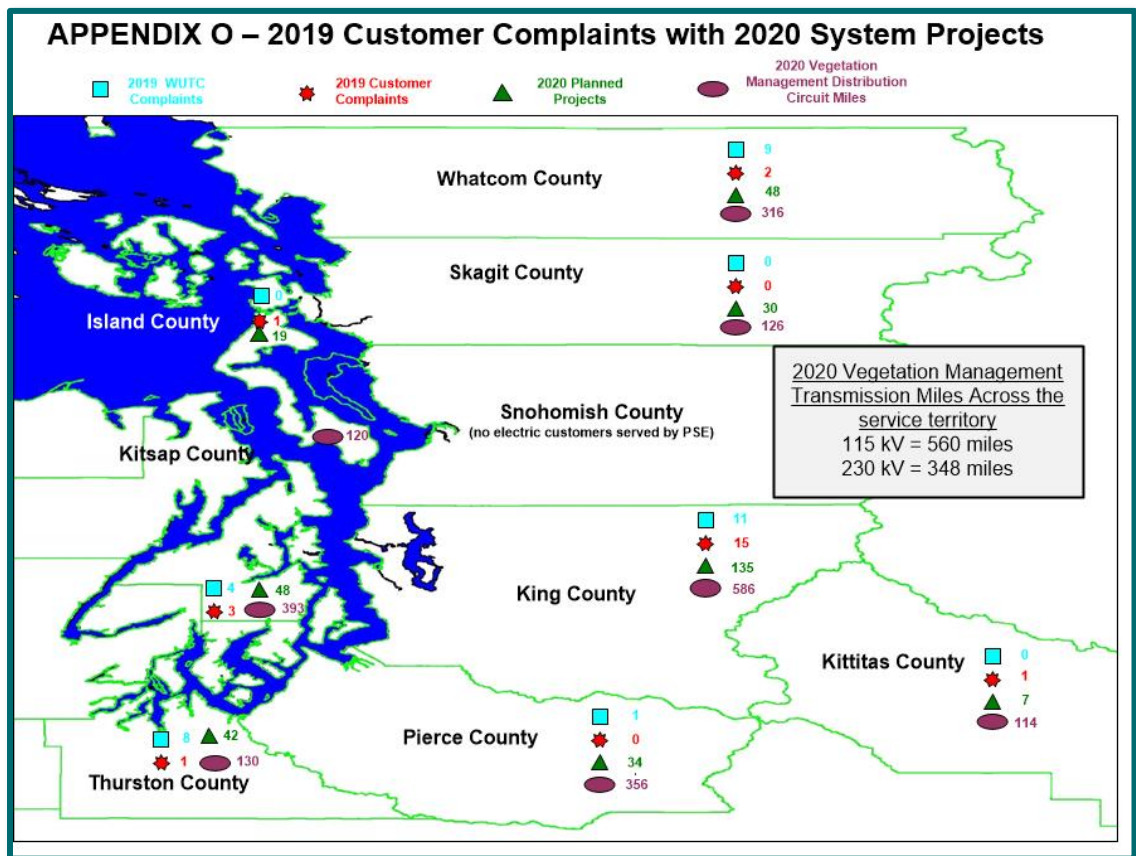 APPENDIX O – 2019 Customer Complaints with 2020 System Projects
2019 WUTC
Complaints
2019 Customer
Complaints
2020 Planned
Projects
2020 Vegetation
Management Distribution
Circuit Miles
Whatcom County
9
2
48
316
Skagit County
0
0
30
126
Island County
0
1
19
120
2020 Vegetation Management
Transmission Miles Across the
service territory
115 kV = 560 miles
230 kV = 348 miles
Snohomish County
(no electric customers served by PSE)
Kitsap County
4
3
48
393
King County
11
15
135
586
Kittitas County
0
1
7
114
Pierce County
1
0
34
356
Thurston County
8
1
42
130